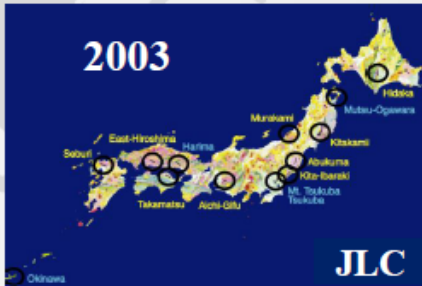 2003
Hidaka
Mutsu-Ogawara
Murakami
Kitakami
East-Hiroshima
Harima
Seburi
Abukuma
Kita-Ibaraki
Mt. Tsukuba
Tsukuba
Takamatsu
Aichi-Gifu
Okinawa
JLC